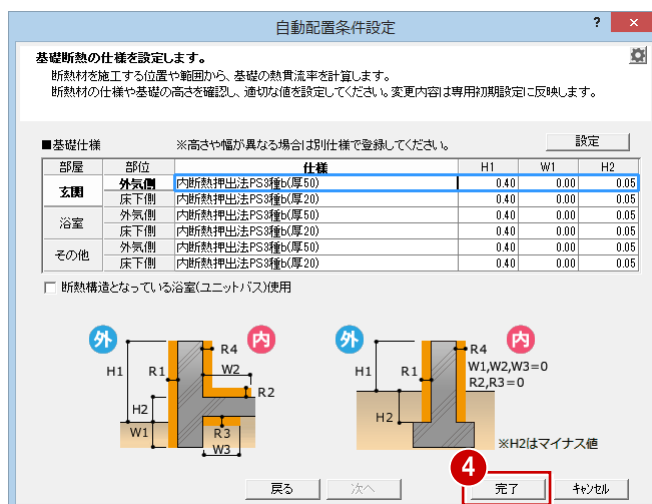 自動配置条件設定
?
×
基礎断熱の仕様を設定します。
断熱材を施工する位置や範囲から、基礎の熱貫流率を計算します。
断熱材の仕様や基礎の高さを確認し、適切な値を設定してください。変更内容は専用初期設定に反映します。
■基礎仕様
※高さや幅が異なる場合は別仕様で登録してください。
設定
部屋 部位 仕様 H1 W1 H2
玄関 外気側 内断熱押出法PS3種b(厚50) 0.40 0.00 0.05
床下側 内断熱押出法PS3種b(厚20) 0.40 0.00 0.05
浴室 外気側 内断熱押出法PS3種b(厚50) 0.40 0.00 0.05
床下側 内断熱押出法PS3種b(厚20) 0.40 0.00 0.05
その他 外気側 内断熱押出法PS3種b(厚50) 0.40 0.00 0.05
床下側 内断熱押出法PS3種b(厚20) 0.40 0.00 0.05
断熱構造となっている浴室(ユニットバス)使用
外 内
R4
H1 R1 W2
R2
H2
W1 R3
W3
外 内
R4
H1 R1 W1,W2,W3=0
R2,R3=0
H2
※H2はマイナス値
4
戻る 次へ 完了 キャンセル